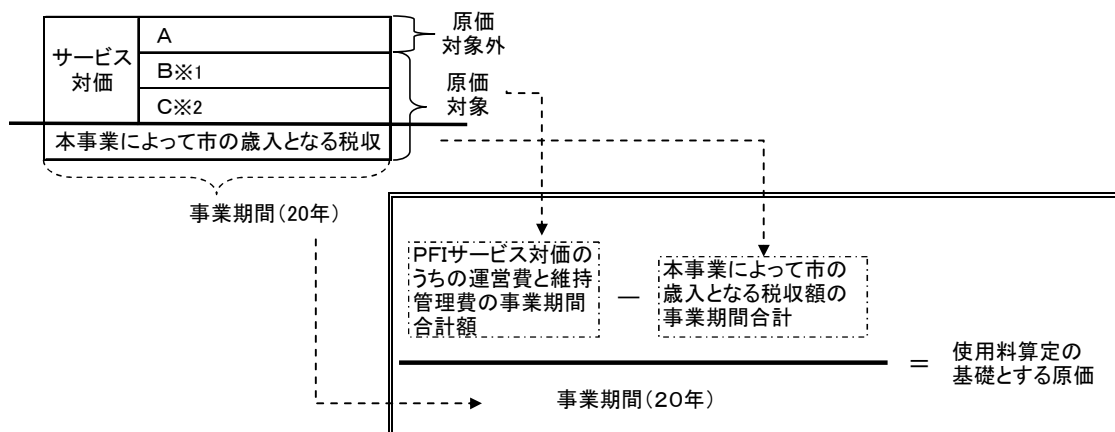 サービス
対価
A
B※1
C※2
原価
対象外
原価
対象
本事業によって市の歳入となる税収
事業期間(20年)
PFIサービス対価の
うちの運営費と維持
管理費の事業期間
合計額
－
本事業によって市の
歳入となる税収額の
事業期間合計
事業期間(20年)
＝
使用料算定の
基礎とする原価